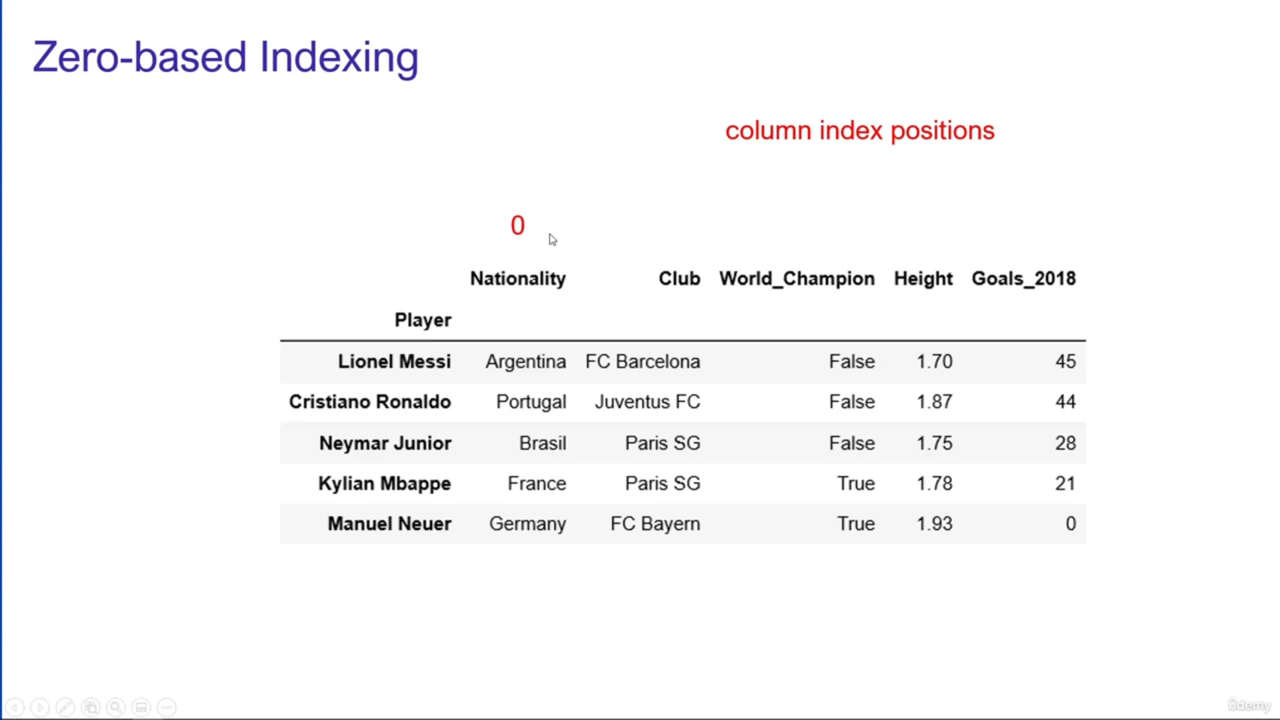 Zero-based Indexing
column index positions
0
Nationality Club World_Champion Height Goals_2018
Player
Lionel Messi Argentina FC Barcelona False 1.70 45
Cristiano Ronaldo Portugal Juventus FC False 1.87 44
Neymar Junior Brasil Paris SG False 1.75 28
Kylian Mbappe France Paris SG True 1.78 21
Manuel Neuer Germany FC Bayern True 1.93 0
ûdemy